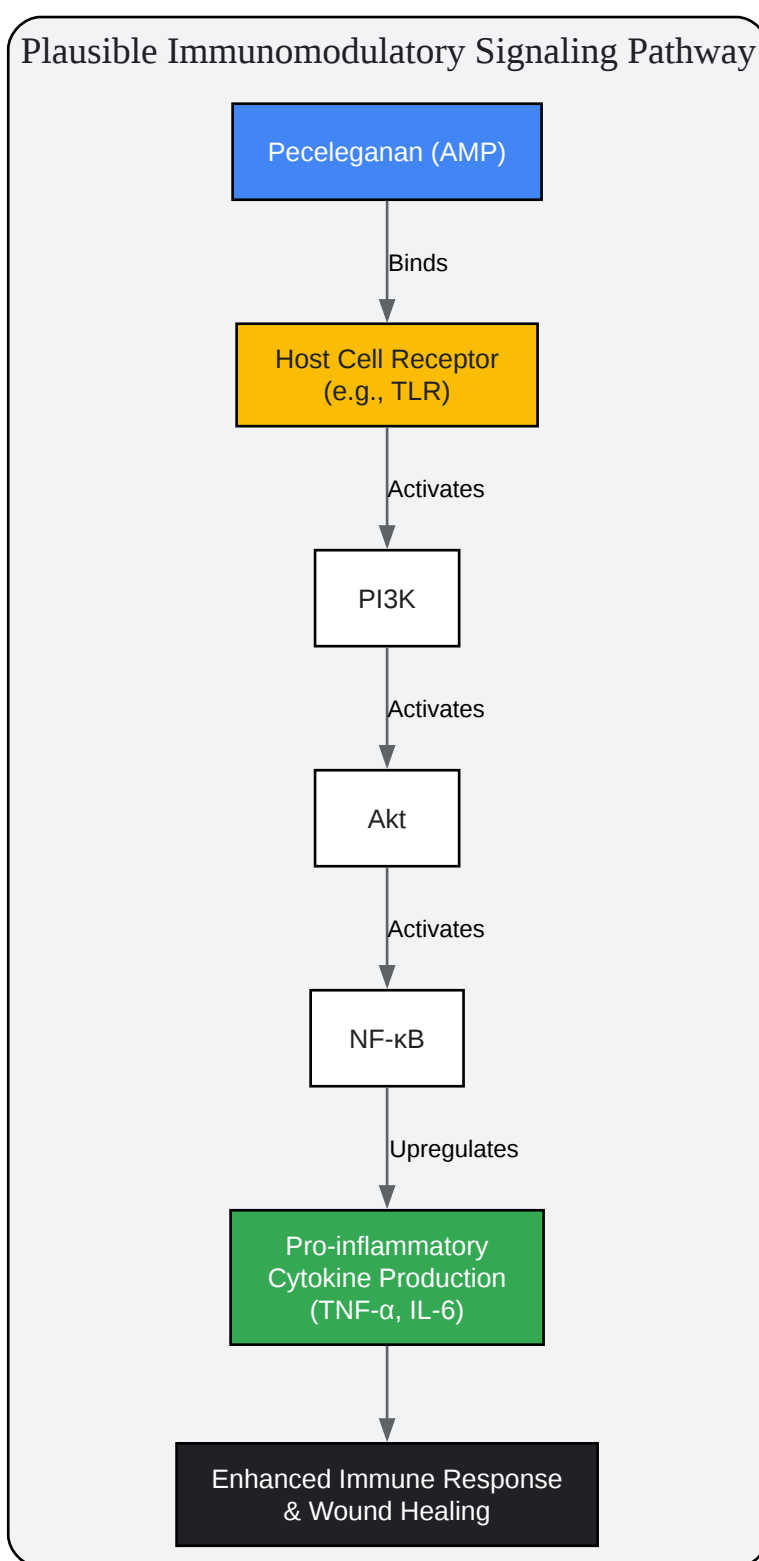 Plausible Immunomodulatory Signaling Pathway
Peceleganan (AMP)
Binds
Host Cell Receptor
(e.g., TLR)
Activates
PI3K
Activates
Akt
Activates
NF-κB
Upregulates
Pro-inflammatory
Cytokine Production
(TNF-α, IL-6)
Enhanced Immune Response
& Wound Healing